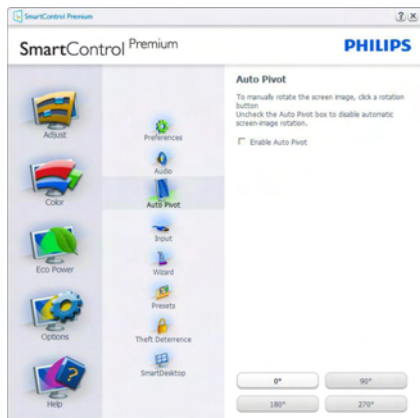 SmartControl Premium
SmartControl Premium
PHILIPS
Adjust
Color
Eco Power
Options
Help
Preferences
Audio
Auto Pivot
Input
Wizard
Presets
Theft Deterrence
SmartDesktop
Auto Pivot
To manually rotate the screen image, click a rotation
button
Uncheck the Auto Pivot box to disable automatic
screen-image rotation.
Enable Auto Pivot
0°
90°
180°
270°